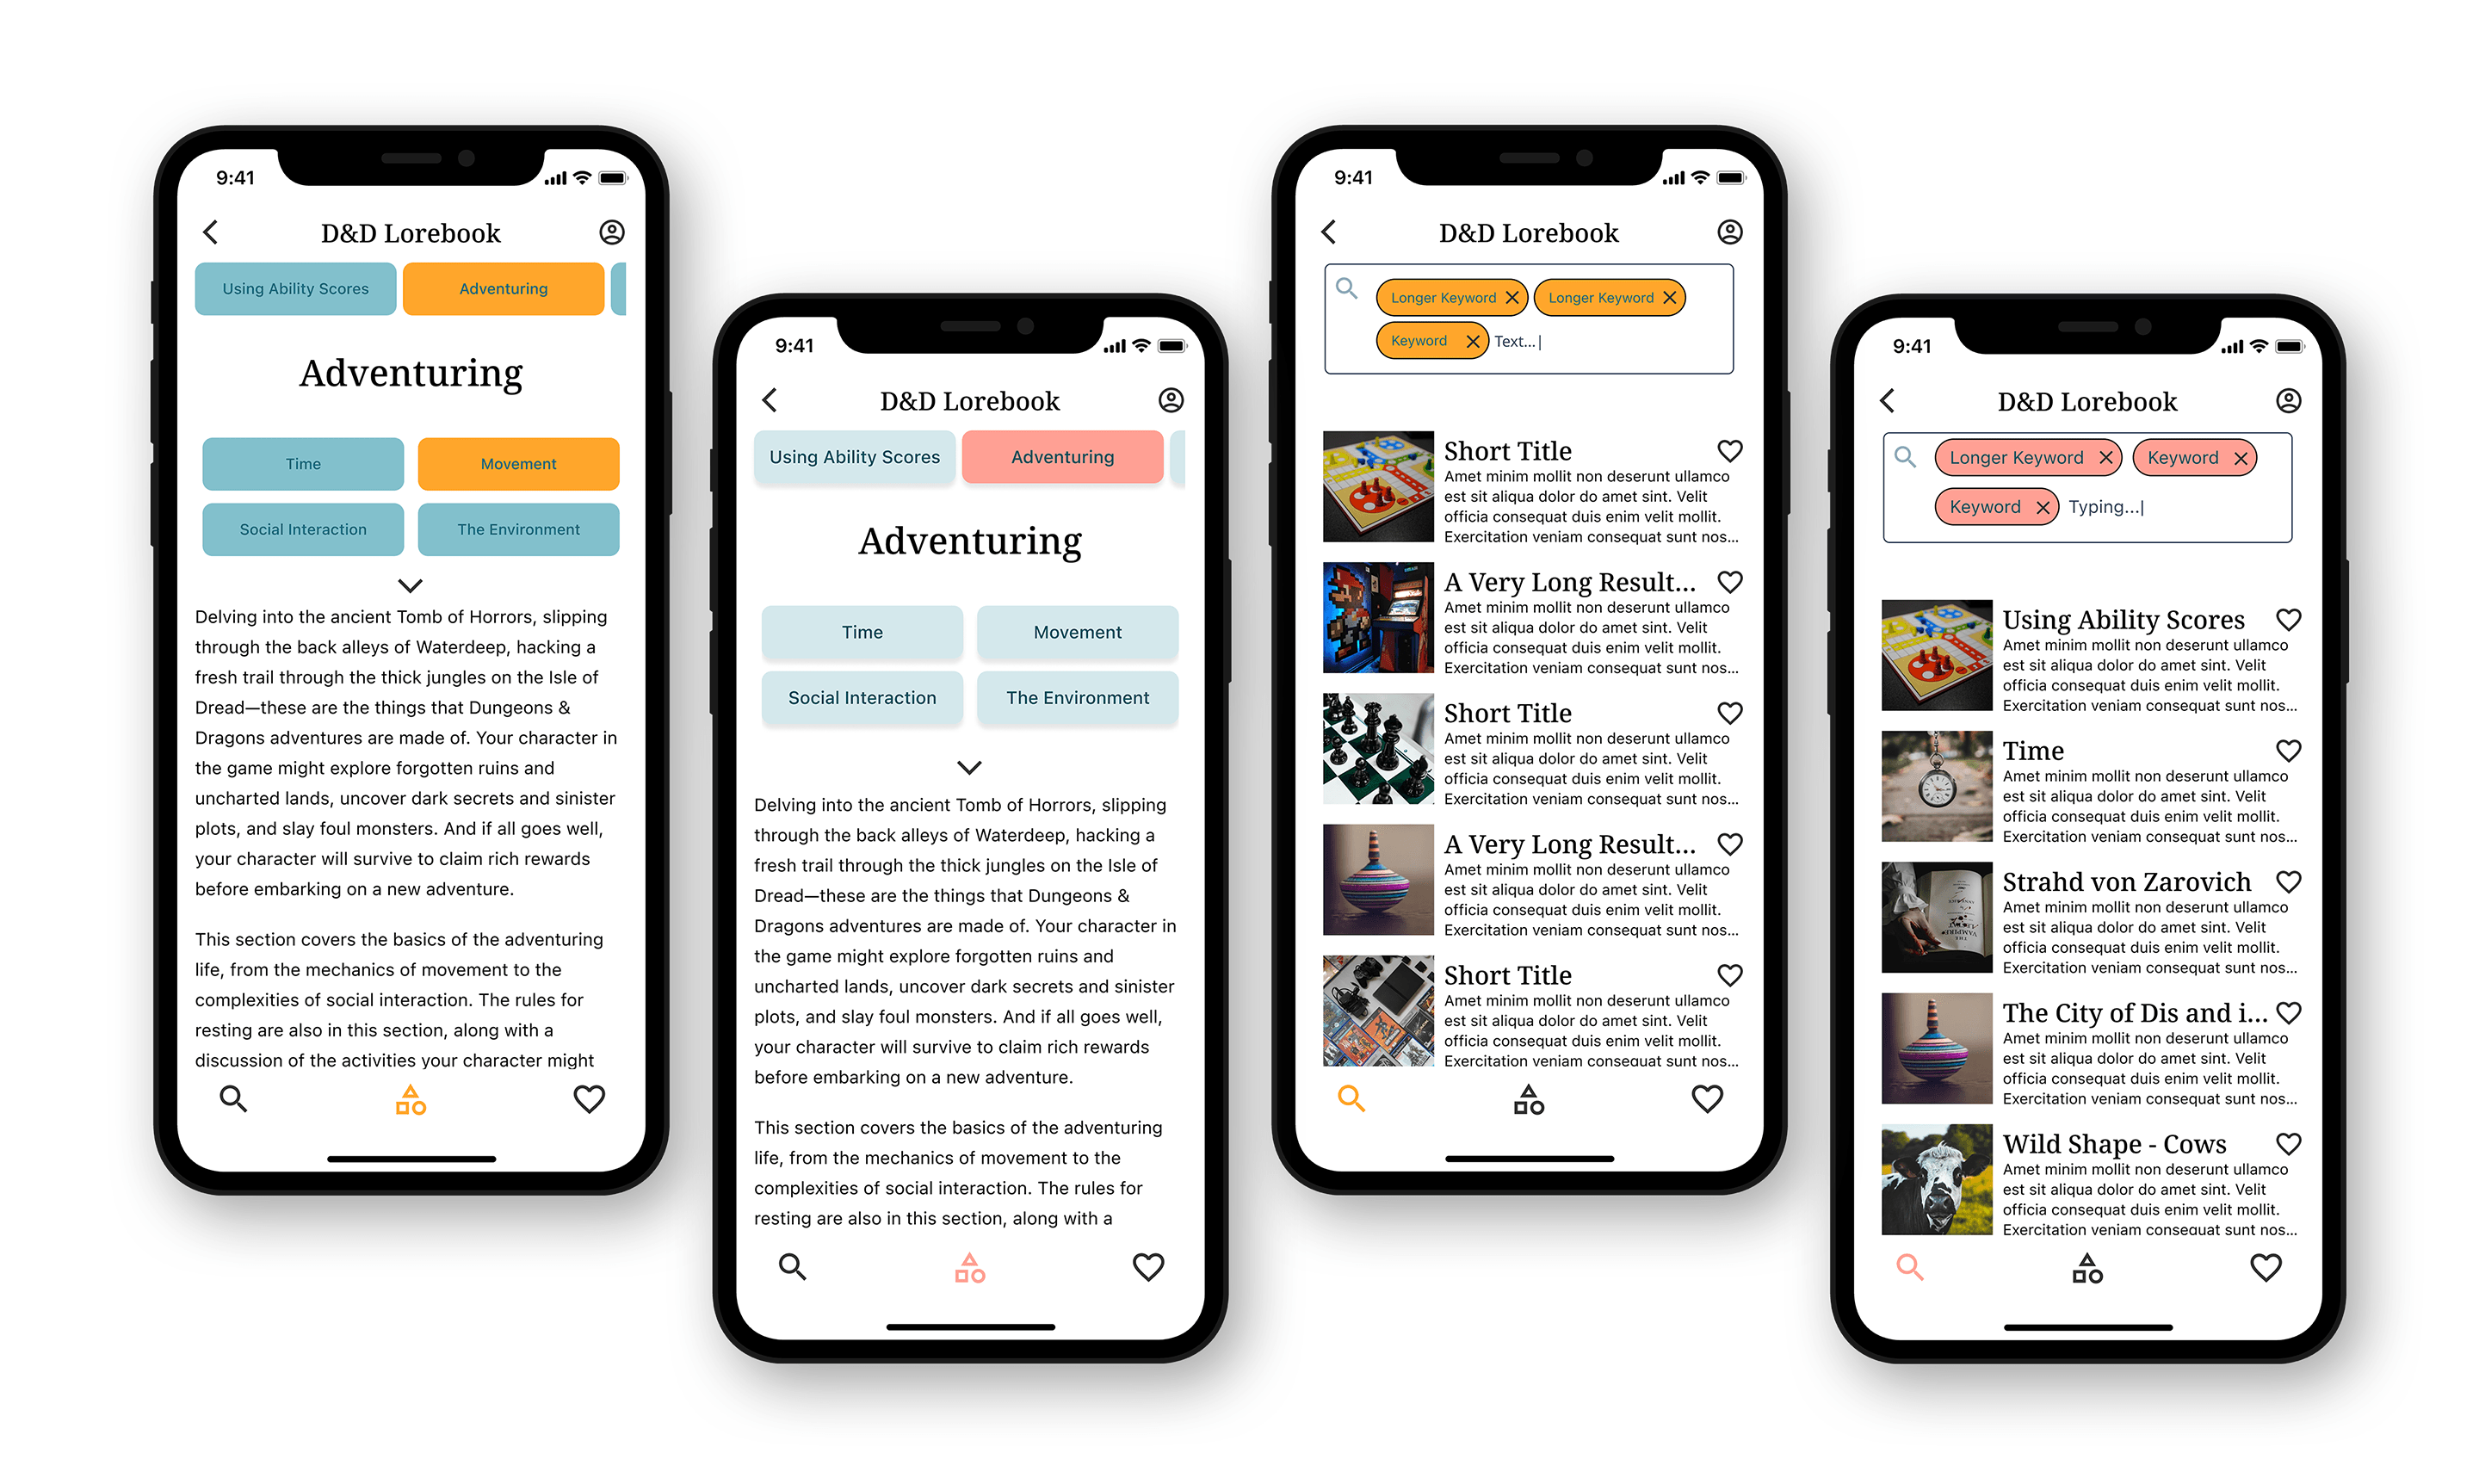 9:41
D&D Lorebook
Using Ability Scores
Adventuring
Adventuring
Time
Movement
Social Interaction
The Environment
Delving into the ancient Tomb of Horrors, slipping
through the back alleys of Waterdeep, hacking a
fresh trail through the thick jungles on the Isle of
Dread—these are the things that Dungeons &
Dragons adventures are made of. Your character in
the game might explore forgotten ruins and
uncharted lands, uncover dark secrets and sinister
plots, and slay foul monsters. And if all goes well,
your character will survive to claim rich rewards
before embarking on a new adventure.
This section covers the basics of the adventuring
life, from the mechanics of movement to the
complexities of social interaction. The rules for
resting are also in this section, along with a
discussion of the activities your character might
9:41
D&D Lorebook
Using Ability Scores
Adventuring
Adventuring
Time
Movement
Social Interaction
The Environment
Delving into the ancient Tomb of Horrors, slipping
through the back alleys of Waterdeep, hacking a
fresh trail through the thick jungles on the Isle of
Dread—these are the things that Dungeons &
Dragons adventures are made of. Your character in
the game might explore forgotten ruins and
uncharted lands, uncover dark secrets and sinister
plots, and slay foul monsters. And if all goes well,
your character will survive to claim rich rewards
before embarking on a new adventure.
This section covers the basics of the adventuring
life, from the mechanics of movement to the
complexities of social interaction. The rules for
resting are also in this section, along with a
9:41
D&D Lorebook
Longer Keyword
Longer Keyword
Keyword
Text...|
Short Title
Amet minim mollit non deserunt ullamco
est sit aliqua dolor do amet sint. Velit
officia consequat duis enim velit mollit.
Exercitation veniam consequat sunt nos...
A Very Long Result...
Amet minim mollit non deserunt ullamco
est sit aliqua dolor do amet sint. Velit
officia consequat duis enim velit mollit.
Exercitation veniam consequat sunt nos...
Short Title
Amet minim mollit non deserunt ullamco
est sit aliqua dolor do amet sint. Velit
officia consequat duis enim velit mollit.
Exercitation veniam consequat sunt nos...
A Very Long Result...
Amet minim mollit non deserunt ullamco
est sit aliqua dolor do amet sint. Velit
officia consequat duis enim velit mollit.
Exercitation veniam consequat sunt nos...
Short Title
Amet minim mollit non deserunt ullamco
est sit aliqua dolor do amet sint. Velit
officia consequat duis enim velit mollit.
Exercitation veniam consequat sunt nos...
9:41
D&D Lorebook
Longer Keyword
Keyword
Keyword
Typing...|
Using Ability Scores
Amet minim mollit non deserunt ullamco
est sit aliqua dolor do amet sint. Velit
officia consequat duis enim velit mollit.
Exercitation veniam consequat sunt nos...
Time
Amet minim mollit non deserunt ullamco
est sit aliqua dolor do amet sint. Velit
officia consequat duis enim velit mollit.
Exercitation veniam consequat sunt nos...
Strahd von Zarovich
Amet minim mollit non deserunt ullamco
est sit aliqua dolor do amet sint. Velit
officia consequat duis enim velit mollit.
Exercitation veniam consequat sunt nos...
The City of Dis and i...
Amet minim mollit non deserunt ullamco
est sit aliqua dolor do amet sint. Velit
officia consequat duis enim velit mollit.
Exercitation veniam consequat sunt nos...
Wild Shape - Cows
Amet minim mollit non deserunt ullamco
est sit aliqua dolor do amet sint. Velit
officia consequat duis enim velit mollit.
Exercitation veniam consequat sunt nos...